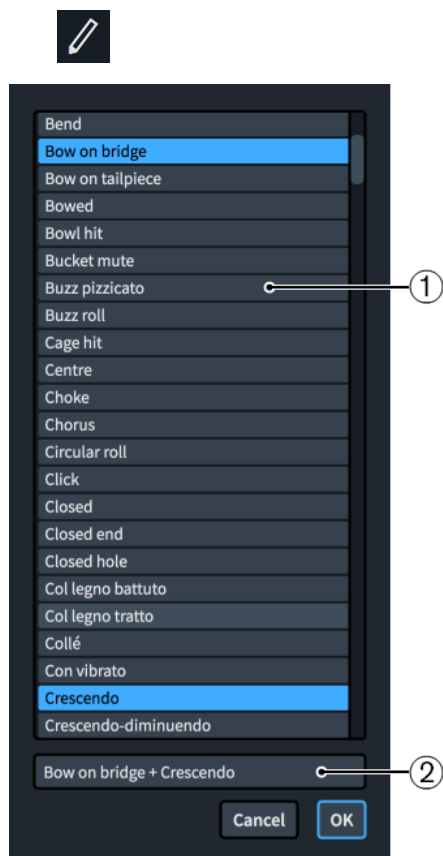 Bend
Bow on bridge
Bow on tailpiece
Bowed
Bowl hit
Bucket mute
Buzz pizzicato
1
Buzz roll
Cage hit
Centre
Choke
Chorus
Circular roll
Click
Closed
Closed end
Closed hole
Col legno battuto
Col legno tratto
Collé
Con vibrato
Crescendo
Crescendo-diminuendo
Bow on bridge + Crescendo
2
Cancel OK